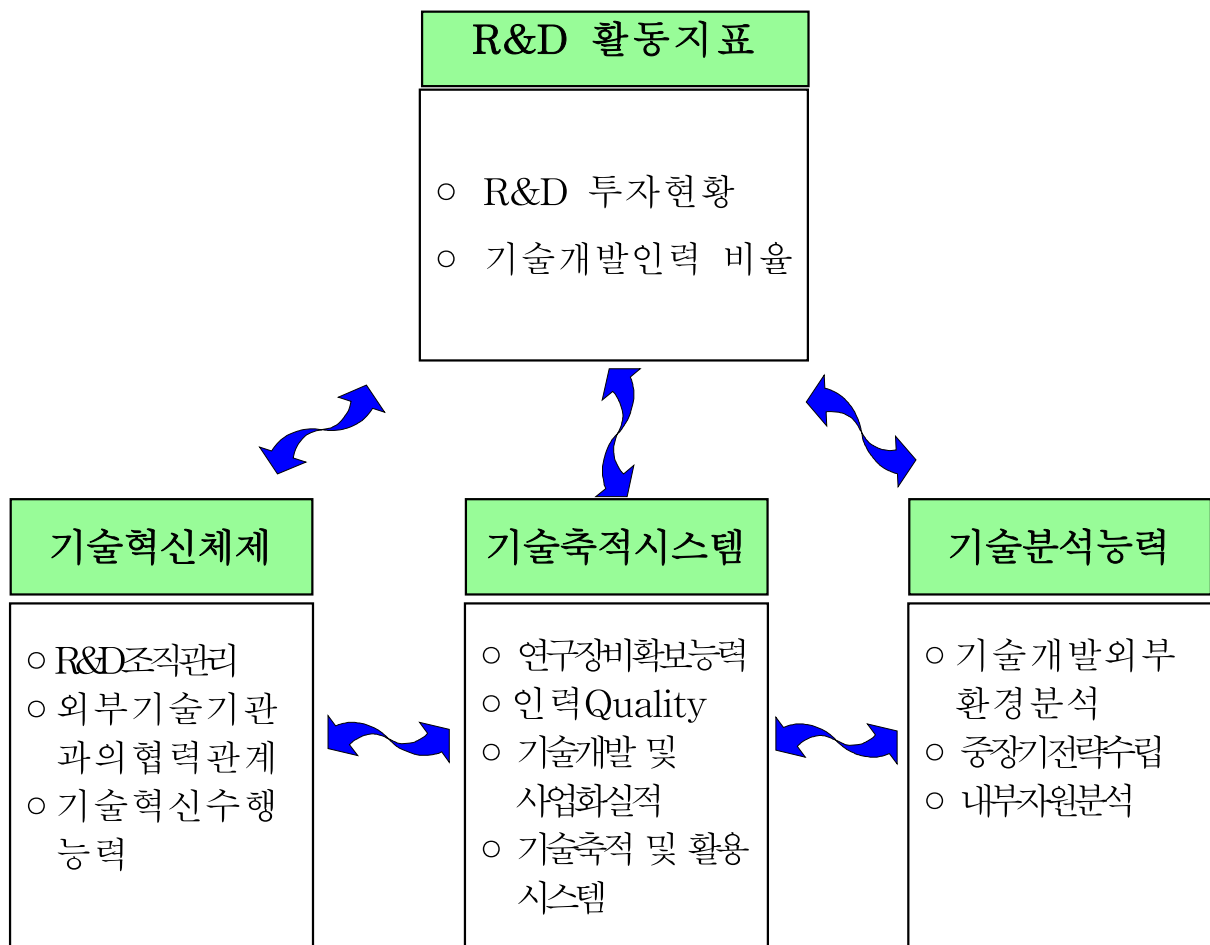 R&D 활동지표
○ R&D 투자현황
○ 기술개발인력 비율
기술혁신체제
○ R&D조직관리
○ 외부기술기관
과의협력관계
○ 기술혁신수행
능력
기술축적시스템
○ 연구장비확보능력
○ 인력Quality
○ 기술개발 및
사업화실적
○ 기술축적 및 활용
시스템
기술분석능력
○ 기술개발외부
환경분석
○ 중장기전략수립
○ 내부자원분석